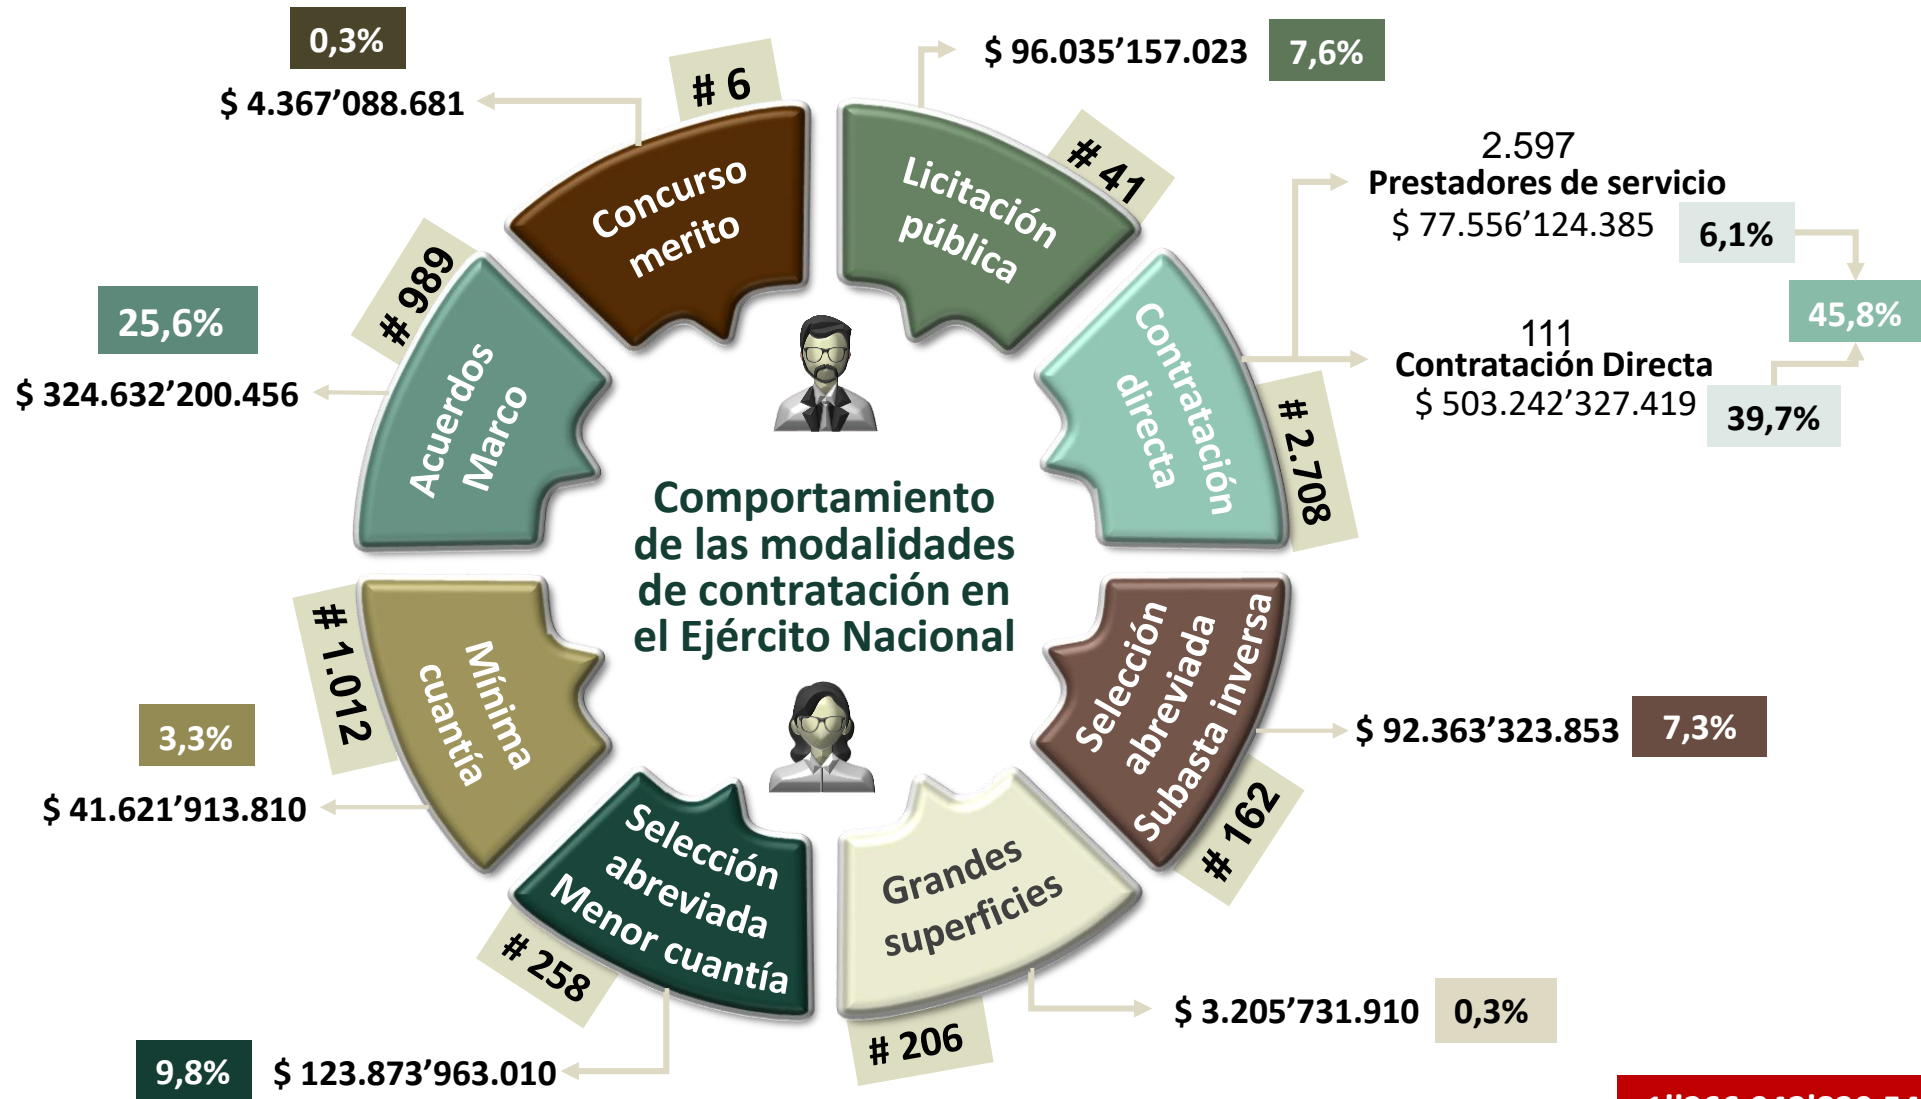 0,3%
$ 4.367’088.681
# 6
Concurso
merito
$ 96.035’157.023
7,6%
# 41
Licitación
pública
2.597
Prestadores de servicio
$ 77.556’124.385
6,1%
45,8%
111
Contratación Directa
$ 503.242’327.419
39,7%
Contratación
directa
# 2.708
# 989
25,6%
$ 324.632’200.456
Acuerdos
Marco
Comportamiento
de las modalidades
de contratación en
el Ejército Nacional
# 1.012
Mínima
cuantía
3,3%
$ 41.621’913.810
Selección
abreviada
Subasta inversa
# 162
$ 92.363’323.853
7,3%
Selección
abreviada
Menor cuantía
# 258
9,8%
$ 123.873’963.010
Grandes
superficies
# 206
$ 3.205’731.910
0,3%